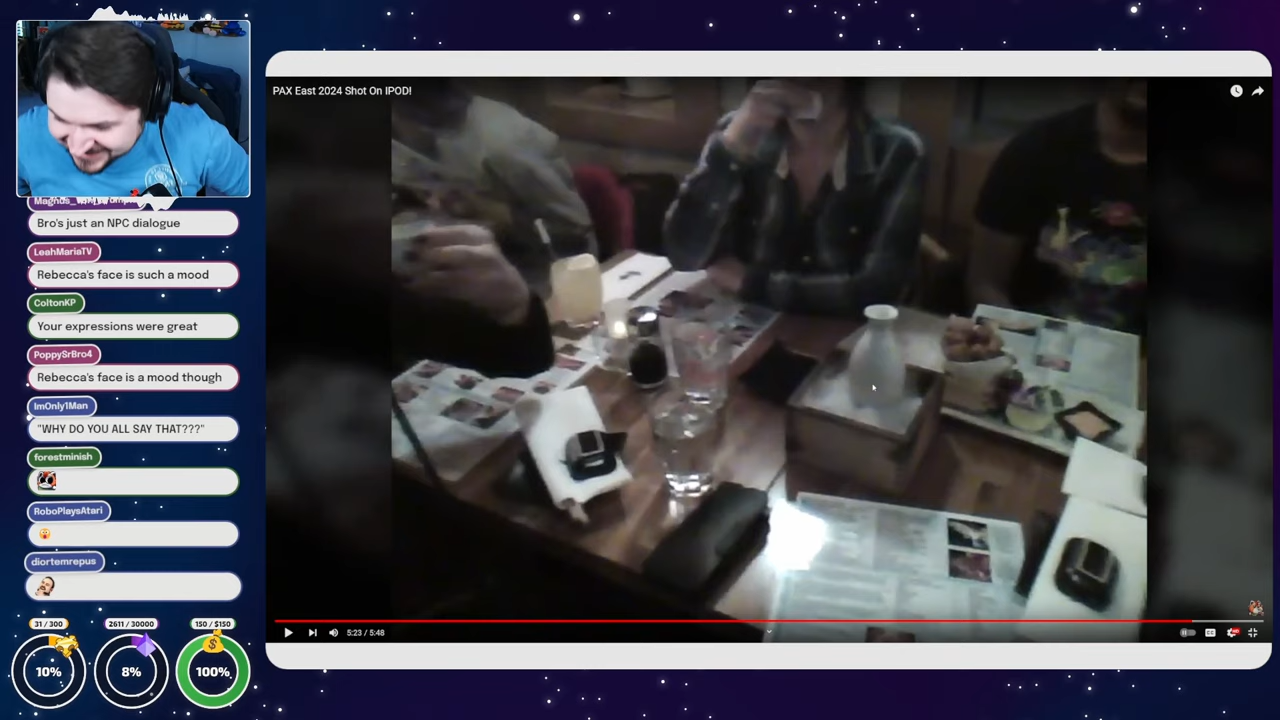 PAX East 2024 Shot On IPOD!
Bro's just an NPC dialogue
LeahMariaTV
Rebecca's face is such a mood
ColtonKP
Your expressions were great
PoppySrBro4
Rebecca's face is a mood though
ImOnly1Man
"WHY DO YOU ALL SAY THAT???"
forestminish
RoboPlaysAtari
diortemrepus
31 / 300
2611 / 30000
150 / $150
10%
8%
100%
5:23 / 5:48